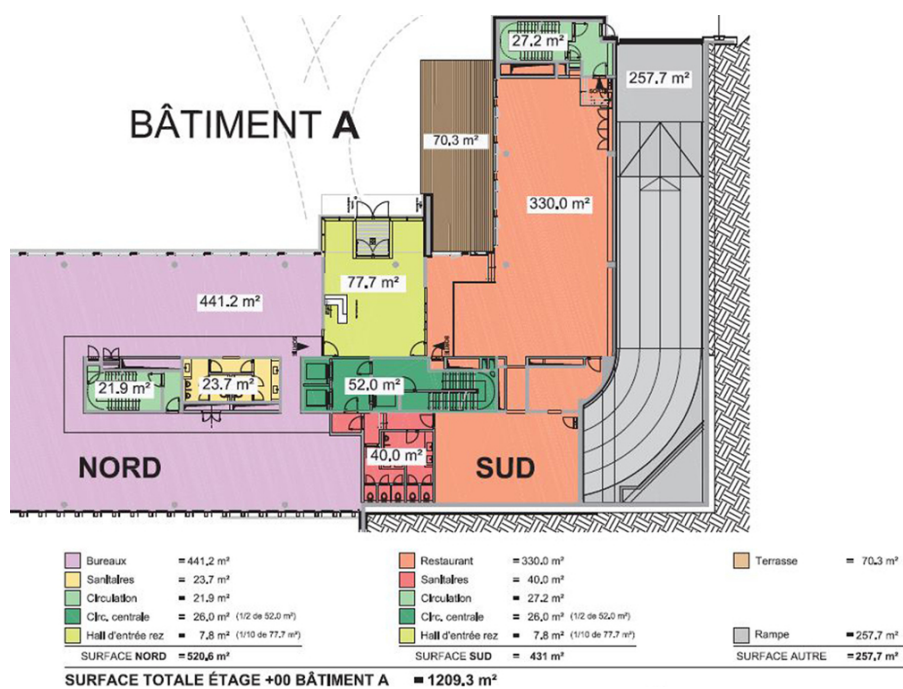 27.2 m²
257.7 m²
BÂTIMENT A
70.3 m²
330.0 m²
77.7 m²
441.2 m²
21.9 m²
23.7 m²
52.0 m²
40.0 m²
NORD
SUD
Bureaux = 441.2 m²
Sanitaires = 23.7 m²
Circulation = 21.9 m²
Circ. centrale = 26.0 m² (1/2 de 52.0 m²)
Hall d'entrée rez = 7.8 m² (1/10 de 77.7 m²)
SURFACE NORD = 520.6 m²
Restaurant = 330.0 m²
Sanitaires = 40.0 m²
Circulation = 27.2 m²
Circ. centrale = 26.0 m² (1/2 de 52.0 m²)
Hall d'entrée rez = 7.8 m² (1/10 de 77.7 m²)
SURFACE SUD = 431 m²
Terrasse = 70.3 m²
Rampe = 257.7 m²
SURFACE AUTRE = 257.7 m²
SURFACE TOTALE ÉTAGE +00 BÂTIMENT A = 1209.3 m²